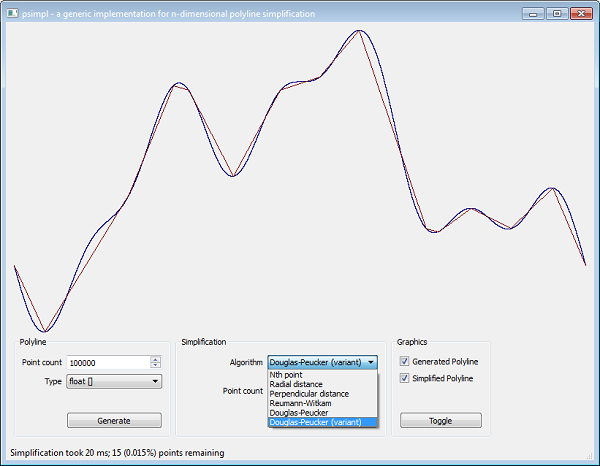 psimpl - a generic implementation for n-dimensional polyline simplification
Polyline
Point count 100000
Type float []
Generate
Simplification
Algorithm Douglas-Peucker (variant)
Nth point
Radial distance
Perpendicular distance
Reumann-Witkam
Douglas-Peucker
Douglas-Peucker (variant)
Point count
Graphics
Generated Polyline
Simplified Polyline
Toggle
Simplification took 20 ms; 15 (0.015%) points remaining